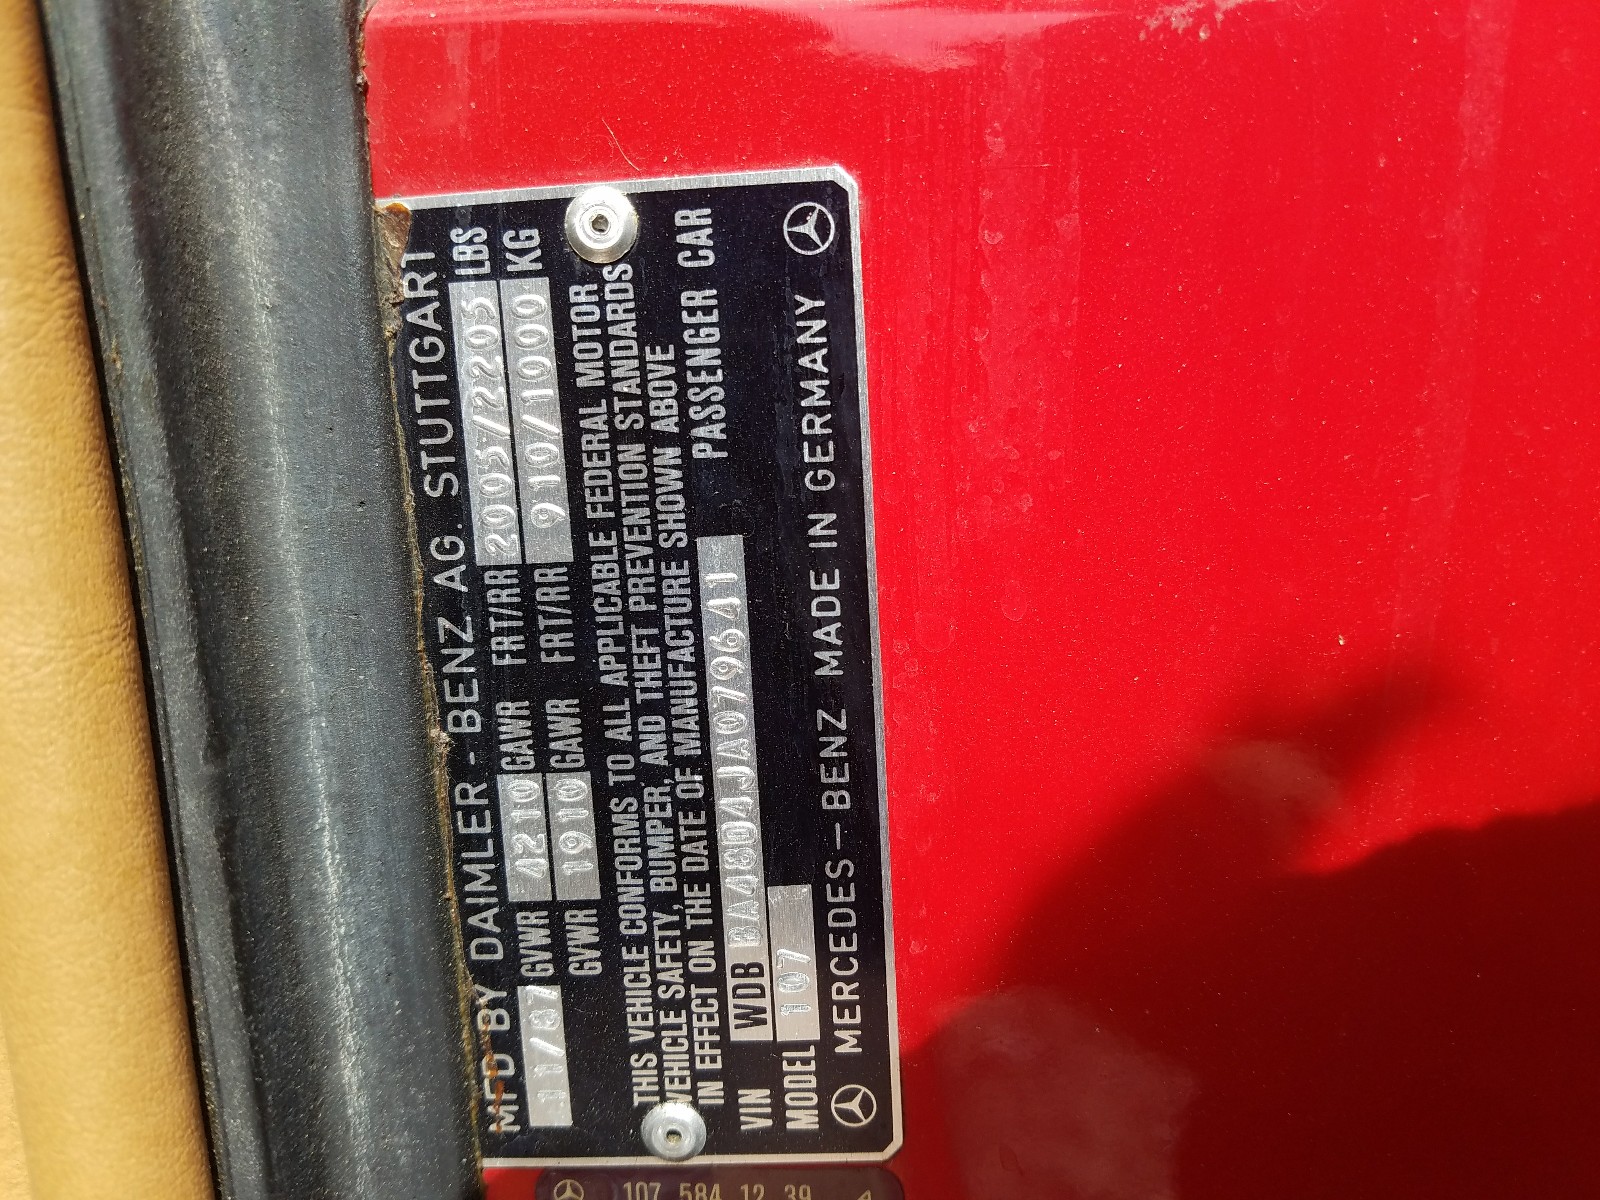 MFD BY DAIMLER-BENZ AG. STUTTGART
11/87 GVWR 4210 GAWR FRT/RR 2005/2205 LBS
GVWR 1910 GAWR FRT/RR 910/1000 KG
THIS VEHICLE CONFORMS TO ALL APPLICABLE FEDERAL MOTOR
VEHICLE SAFETY, BUMPER, AND THEFT PREVENTION STANDARDS
IN EFFECT ON THE DATE OF MANUFACTURE SHOWN ABOVE
VIN WDB BA48D4JA079641 PASSENGER CAR
MODEL 107
MERCEDES-BENZ MADE IN GERMANY
107 584 12 39